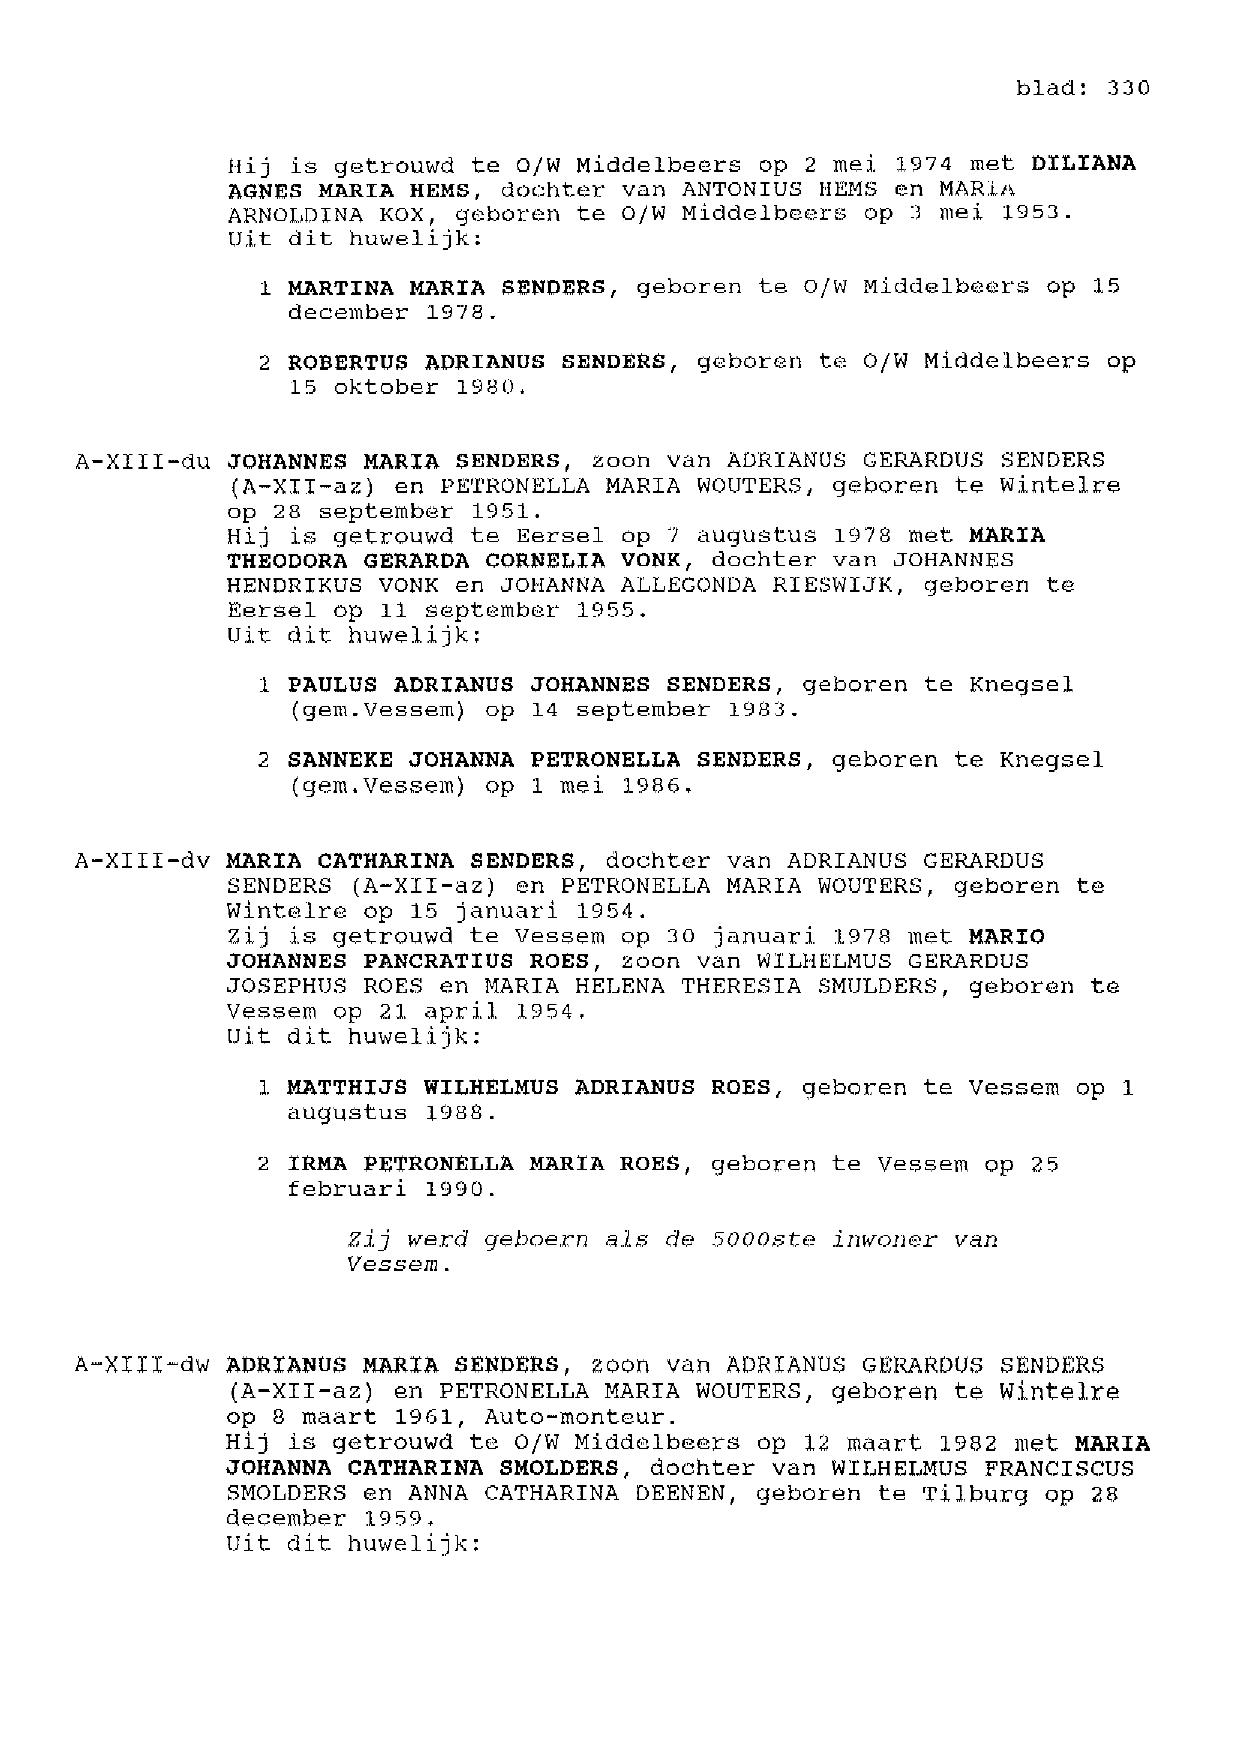 blad: 330
Hij is getrouwd te O/W Middelbeers op 2 mei 1974 met DILIANA
AGNES MARIA HEMS, dochter van ANTONIUS HEMS en MARIA
ARNOLDINA KOX, geboren te O/W Middelbeers op 3 mei 1953.
Uit dit huwelijk:
1 MARTINA MARIA SENDERS, geboren te O/W Middelbeers op 15
december 1978.
2 ROBERTUS ADRIANUS SENDERS, geboren te O/W Middelbeers op
15 oktober 1980.
A-XIII-du JOHANNES MARIA SENDERS, zoon van ADRIANUS GERARDUS SENDERS
(A-XII-az) en PETRONELLA MARIA WOUTERS, geboren te Wintelre
op 28 september 1951.
Hij is getrouwd te Eersel op 7 augustus 1978 met MARIA
THEODORA GERARDA CORNELIA VONK, dochter van JOHANNES
HENDRIKUS VONK en JOHANNA ALLEGONDA RIESWIJK, geboren te
Eersel op 11 september 1955.
Uit dit huwelijk:
1 PAULUS ADRIANUS JOHANNES SENDERS, geboren te Knegsel
(gem.Vessem) op 14 september 1983.
2 SANNEKE JOHANNA PETRONELLA SENDERS, geboren te Knegsel
(gem.Vessem) op 1 mei 1986.
A-XIII-dv MARIA CATHARINA SENDERS, dochter van ADRIANUS GERARDUS
SENDERS (A-XII-az) en PETRONELLA MARIA WOUTERS, geboren te
Wintelre op 15 januari 1954.
Zij is getrouwd te Vessem op 30 januari 1978 met MARIO
JOHANNES PANCRATIUS ROES, zoon van WILHELMUS GERARDUS
JOSEPHUS ROES en MARIA HELENA THERESIA SMULDERS, geboren te
Vessem op 21 april 1954.
Uit dit huwelijk:
1 MATTHIJS WILHELMUS ADRIANUS ROES, geboren te Vessem op 1
augustus 1988.
2 IRMA PETRONELLA MARIA ROES, geboren te Vessem op 25
februari 1990.
Zij werd geboern als de 5000ste inwoner van
Vessem.
A-XIII-dw ADRIANUS MARIA SENDERS, zoon van ADRIANUS GERARDUS SENDERS
(A-XII-az) en PETRONELLA MARIA WOUTERS, geboren te Wintelre
op 8 maart 1961, Auto-monteur.
Hij is getrouwd te O/W Middelbeers op 12 maart 1982 met MARIA
JOHANNA CATHARINA SMOLDERS, dochter van WILHELMUS FRANCISCUS
SMOLDERS en ANNA CATHARINA DEENEN, geboren te Tilburg op 28
december 1959.
Uit dit huwelijk: